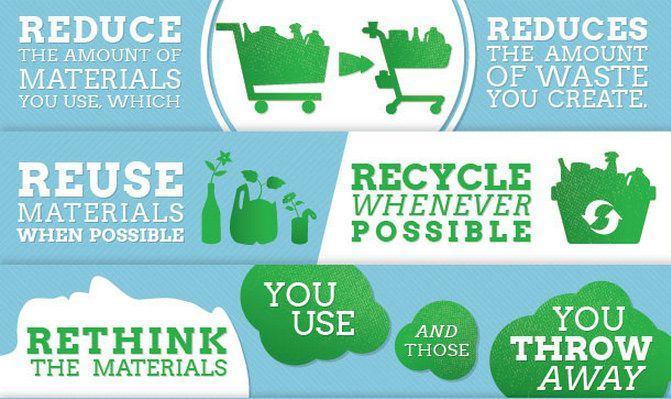 REDUCE
THE AMOUNT OF
MATERIALS
YOU USE, WHICH
REDUCES
THE AMOUNT
OF WASTE
YOU CREATE.
REUSE
MATERIALS
WHEN POSSIBLE
RECYCLE
WHENEVER
POSSIBLE
RETHINK
THE MATERIALS
YOU
USE
AND
THOSE
YOU
THROW
AWAY